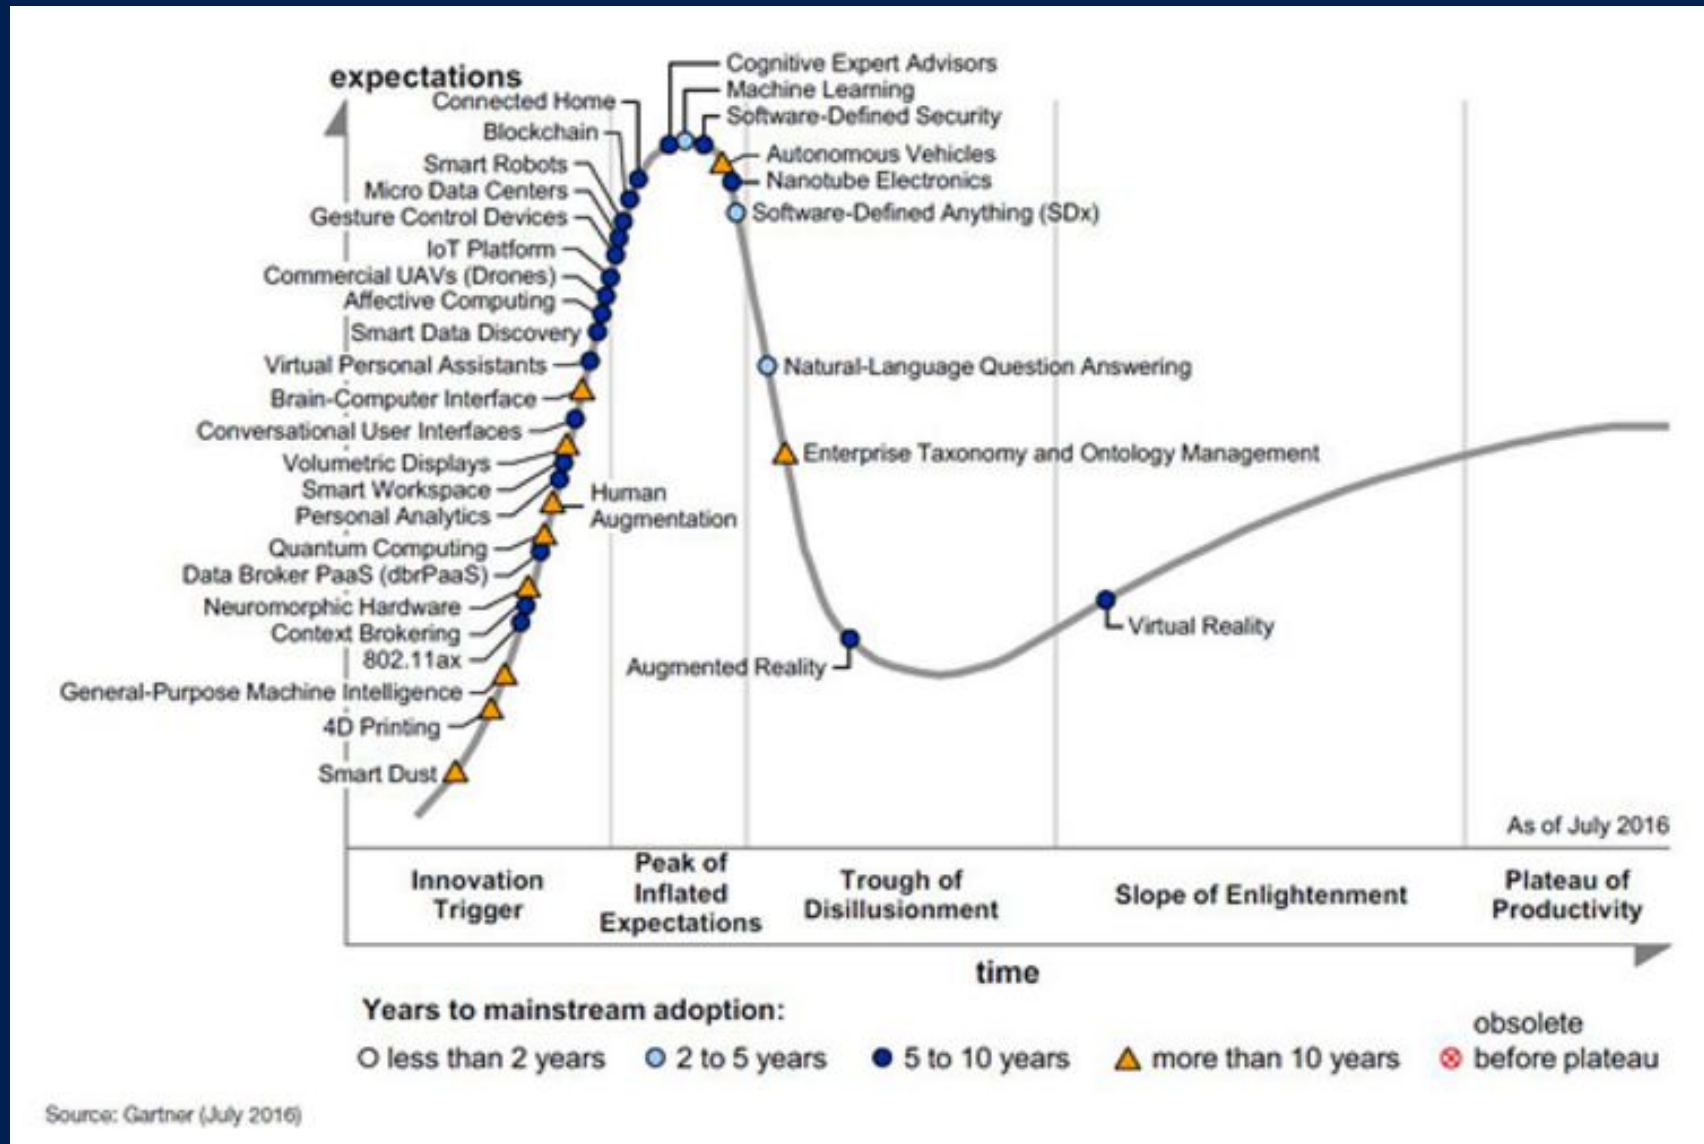 expectations
Cognitive Expert Advisors
Machine Learning
Software-Defined Security
Connected Home
Blockchain
Smart Robots
Micro Data Centers
Gesture Control Devices
IoT Platform
Commercial UAVs (Drones)
Affective Computing
Smart Data Discovery
Virtual Personal Assistants
Brain-Computer Interface
Conversational User Interfaces
Volumetric Displays
Smart Workspace
Personal Analytics
Quantum Computing
Data Broker PaaS (dbrPaaS)
Neuromorphic Hardware
Context Brokering
802.11ax
General-Purpose Machine Intelligence
4D Printing
Smart Dust
Human
Augmentation
Autonomous Vehicles
Nanotube Electronics
Software-Defined Anything (SDx)
Natural-Language Question Answering
Enterprise Taxonomy and Ontology Management
Augmented Reality
Virtual Reality
As of July 2016
Innovation
Trigger
Peak of
Inflated
Expectations
Trough of
Disillusionment
Slope of Enlightenment
Plateau of
Productivity
time
Years to mainstream adoption:
less than 2 years
2 to 5 years
5 to 10 years
more than 10 years
obsolete
before plateau
Source: Gartner (July 2016)